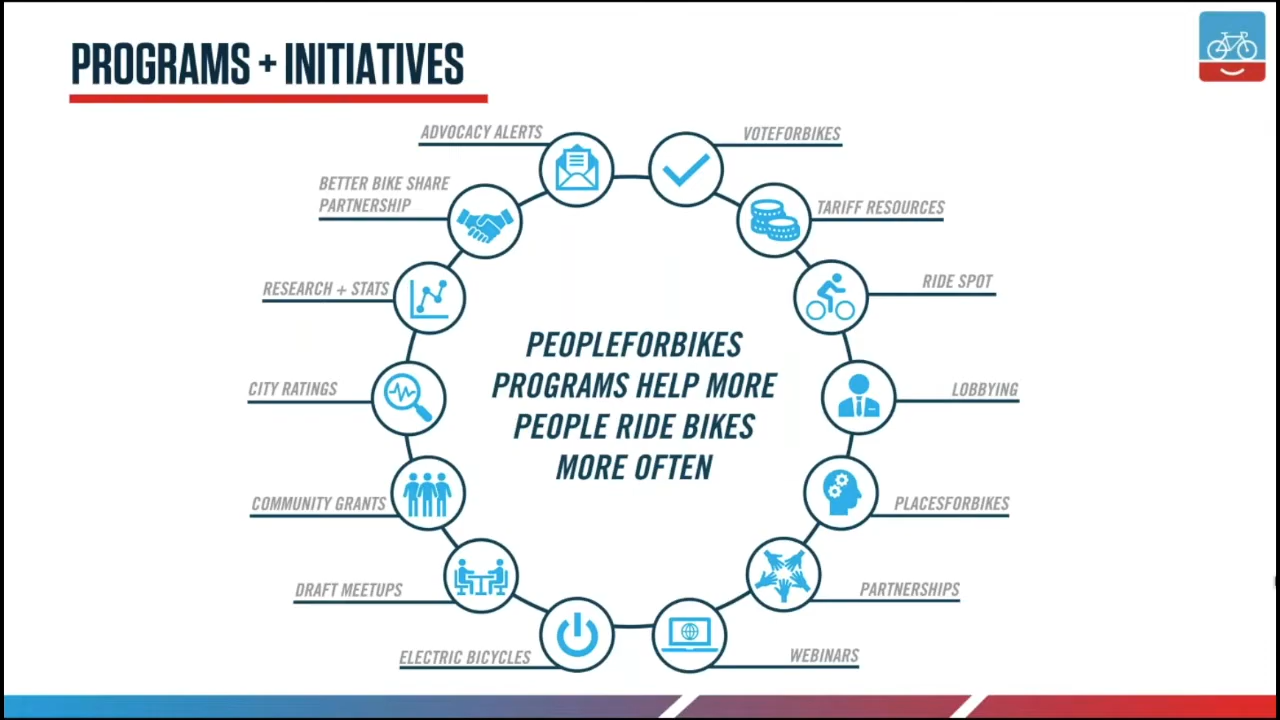 PROGRAMS + INITIATIVES
ADVOCACY ALERTS
VOTEFORBIKES
BETTER BIKE SHARE
PARTNERSHIP
TARIFF RESOURCES
RESEARCH + STATS
RIDE SPOT
PEOPLEFORBIKES
PROGRAMS HELP MORE
PEOPLE RIDE BIKES
MORE OFTEN
CITY RATINGS
LOBBYING
COMMUNITY GRANTS
PLACESFORBIKES
DRAFT MEETUPS
PARTNERSHIPS
ELECTRIC BICYCLES
WEBINARS